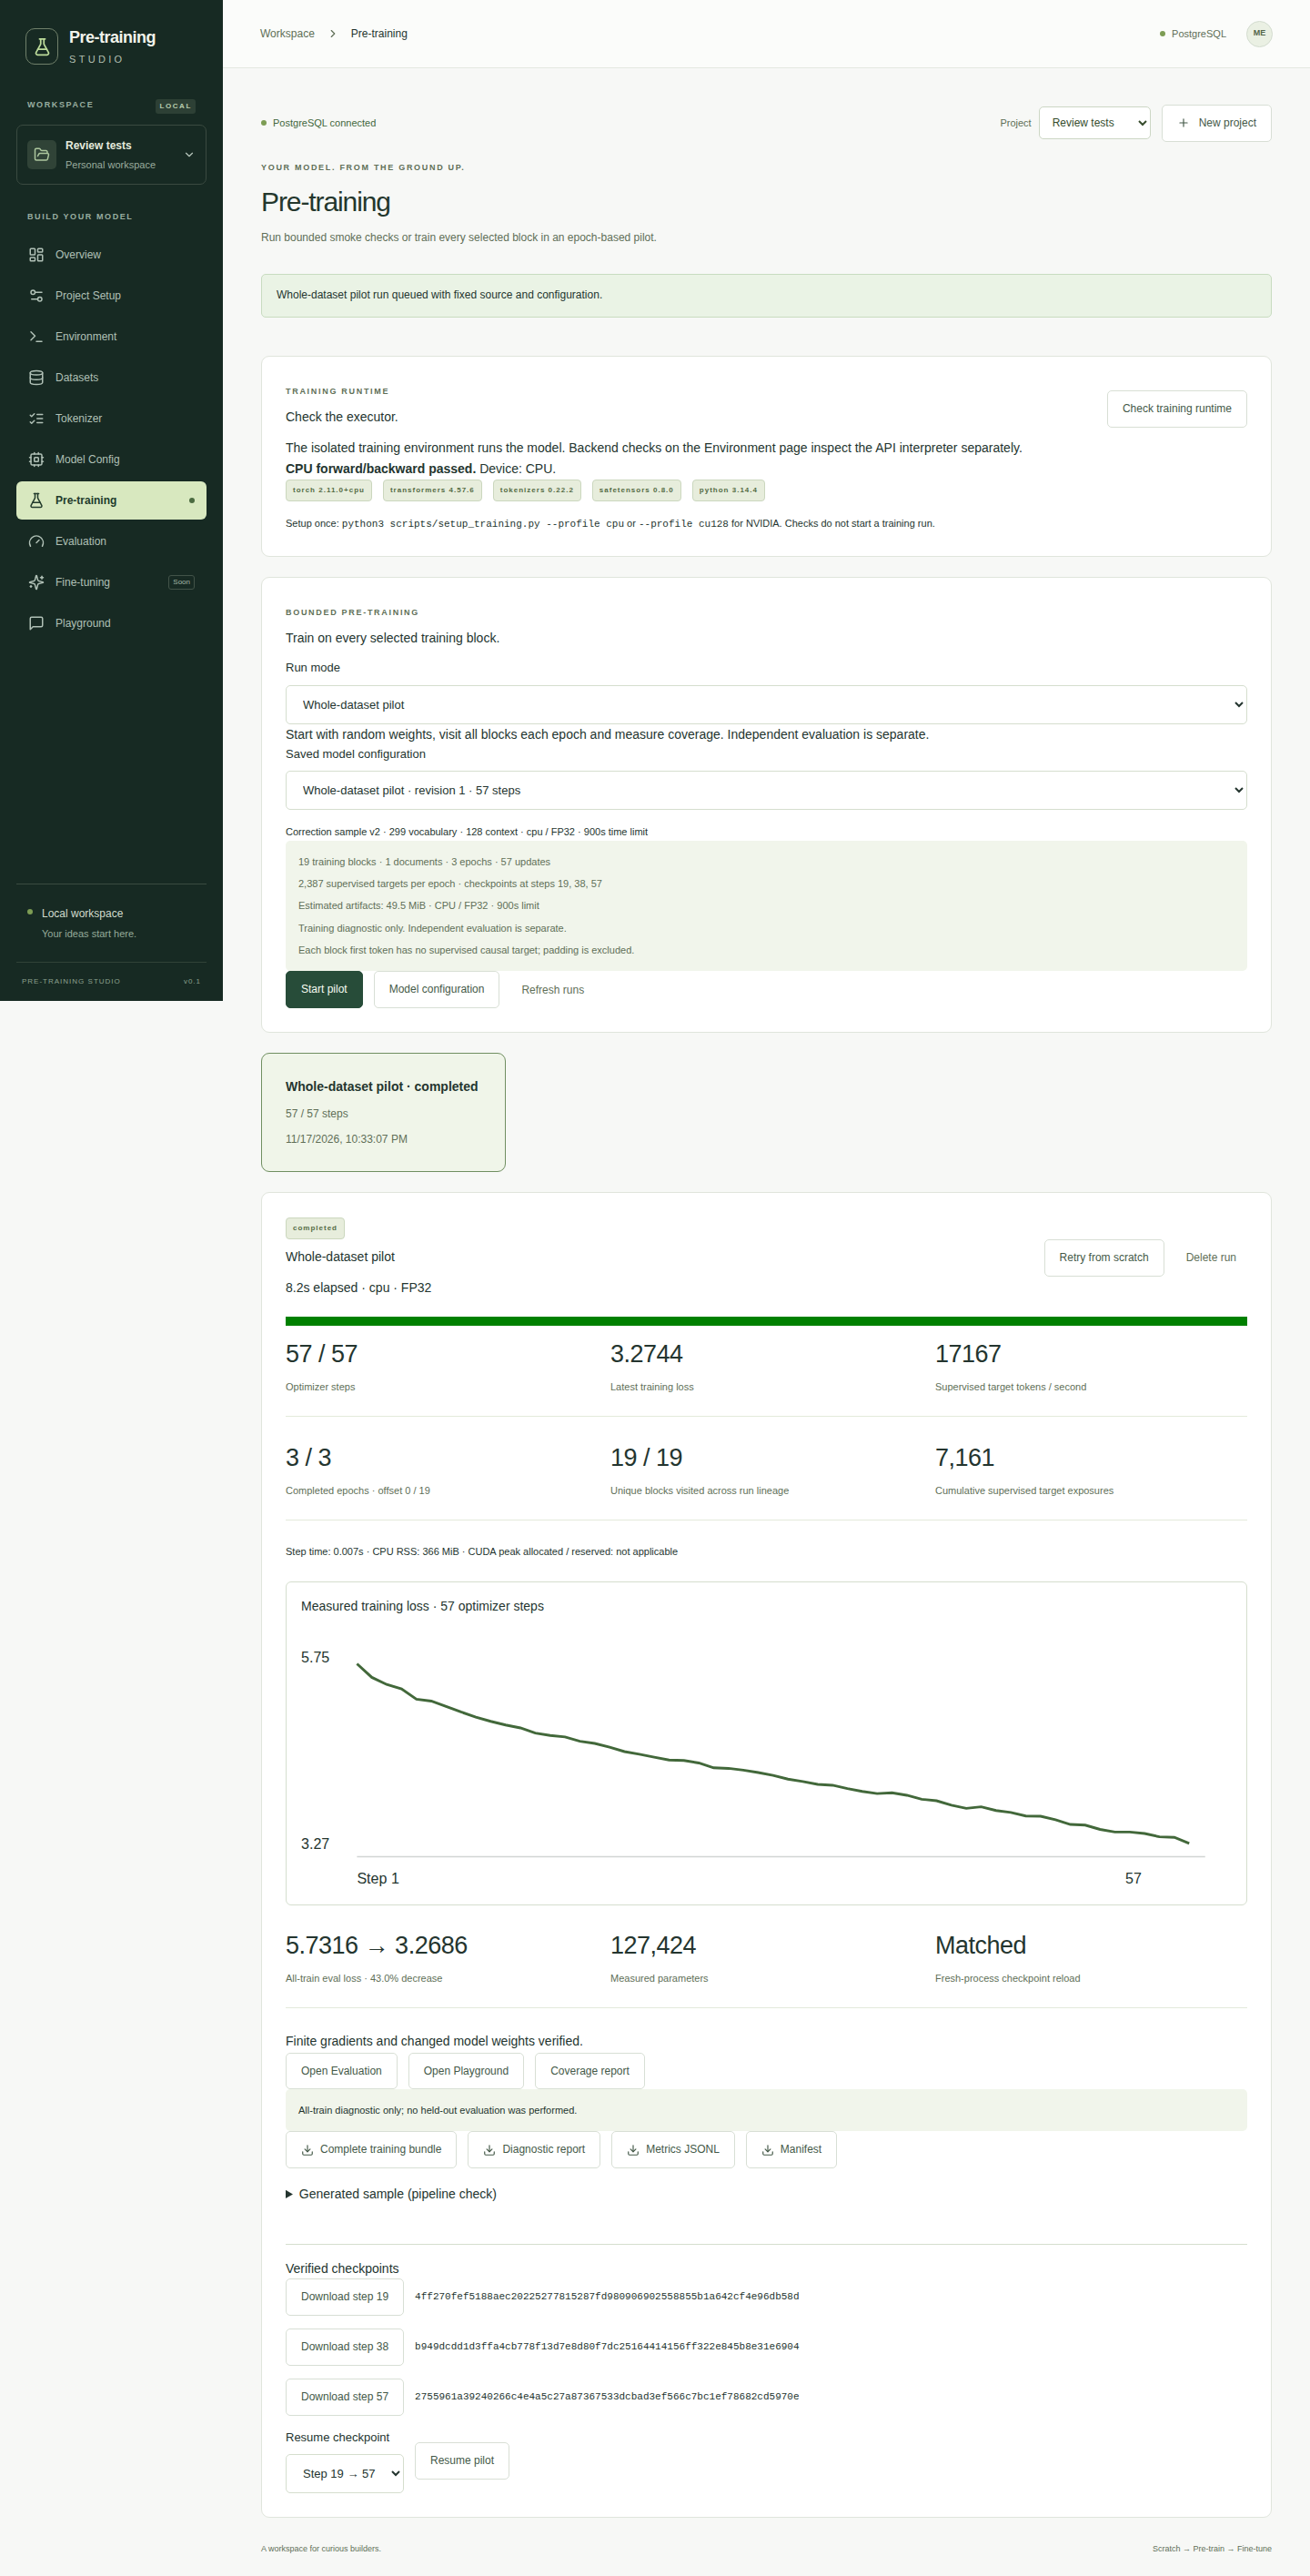 Pre-training
STUDIO
WORKSPACE
LOCAL
Review tests
Personal workspace
BUILD YOUR MODEL
Overview
Project Setup
Environment
Datasets
Tokenizer
Model Config
Pre-training
Evaluation
Fine-tuning
Soon
Playground
Local workspace
Your ideas start here.
PRE-TRAINING STUDIO
v0.1
Workspace
Pre-training
PostgreSQL
ME
PostgreSQL connected
Project
Review tests
New project
YOUR MODEL. FROM THE GROUND UP.
Pre-training
Run bounded smoke checks or train every selected block in an epoch-based pilot.
Whole-dataset pilot run queued with fixed source and configuration.
TRAINING RUNTIME
Check the executor.
Check training runtime
The isolated training environment runs the model. Backend checks on the Environment page inspect the API interpreter separately.
CPU forward/backward passed. Device: CPU.
torch 2.11.0+cpu
transformers 4.57.6
tokenizers 0.22.2
safetensors 0.8.0
python 3.14.4
Setup once: python3 scripts/setup_training.py --profile cpu or --profile cu128 for NVIDIA. Checks do not start a training run.
BOUNDED PRE-TRAINING
Train on every selected training block.
Run mode
Whole-dataset pilot
Start with random weights, visit all blocks each epoch and measure coverage. Independent evaluation is separate.
Saved model configuration
Whole-dataset pilot · revision 1 · 57 steps
Correction sample v2 · 299 vocabulary · 128 context · cpu / FP32 · 900s time limit
19 training blocks · 1 documents · 3 epochs · 57 updates
2,387 supervised targets per epoch · checkpoints at steps 19, 38, 57
Estimated artifacts: 49.5 MiB · CPU / FP32 · 900s limit
Training diagnostic only. Independent evaluation is separate.
Each block first token has no supervised causal target; padding is excluded.
Start pilot
Model configuration
Refresh runs
Whole-dataset pilot · completed
57 / 57 steps
11/17/2026, 10:33:07 PM
completed
Whole-dataset pilot
8.2s elapsed · cpu · FP32
Retry from scratch
Delete run
57 / 57
Optimizer steps
3.2744
Latest training loss
17167
Supervised target tokens / second
3 / 3
Completed epochs · offset 0 / 19
19 / 19
Unique blocks visited across run lineage
7,161
Cumulative supervised target exposures
Step time: 0.007s · CPU RSS: 366 MiB · CUDA peak allocated / reserved: not applicable
Measured training loss · 57 optimizer steps
5.75
3.27
Step 1
57
5.7316 → 3.2686
All-train eval loss · 43.0% decrease
127,424
Measured parameters
Matched
Fresh-process checkpoint reload
Finite gradients and changed model weights verified.
Open Evaluation
Open Playground
Coverage report
All-train diagnostic only; no held-out evaluation was performed.
Complete training bundle
Diagnostic report
Metrics JSONL
Manifest
Generated sample (pipeline check)
Verified checkpoints
Download step 19
4ff270fef5188aec20225277815287fd980906902558855b1a642cf4e96db58d
Download step 38
b949dcdd1d3ffa4cb778f13d7e8d80f7dc25164414156ff322e845b8e31e6904
Download step 57
2755961a39240266c4e4a5c27a87367533dcbad3ef566c7bc1ef78682cd5970e
Resume checkpoint
Step 19 → 57
Resume pilot
A workspace for curious builders.
Scratch → Pre-train → Fine-tune